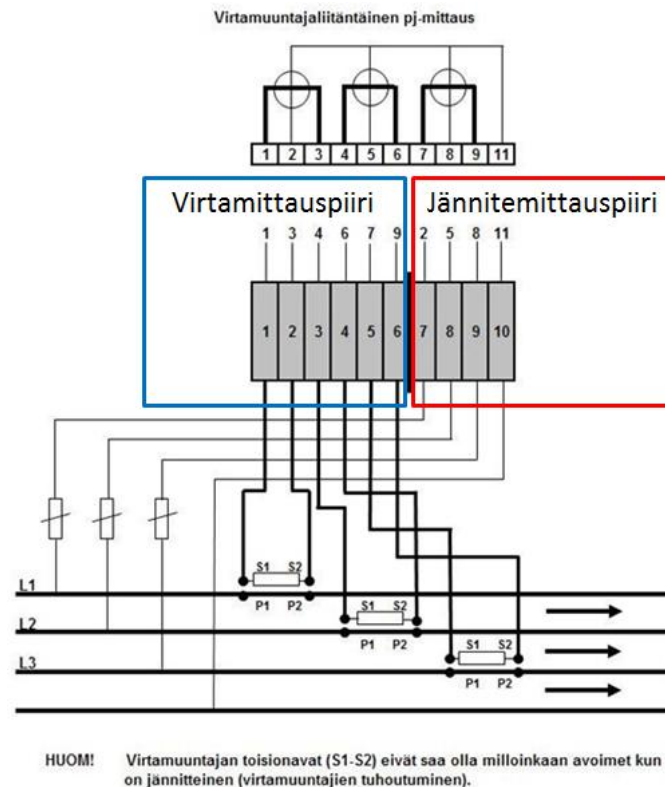 Virtamuuntajaliitäntäinen pj-mittaus
1 2 3 4 5 6 7 8 9 11
Virtamittauspiiri Jännitemittauspiiri
1 3 4 6 7 9 2 5 8 11
1 2 3 4 5 6 7 8 9 10
L1 S1 S2
P1 P2
L2 S1 S2
P1 P2
L3 S1 S2
P1 P2
HUOM! Virtamuuntajan toisionavat (S1-S2) eivät saa olla milloinkaan avoimet kun
on jännitteinen (virtamuuntajien tuhoutuminen).